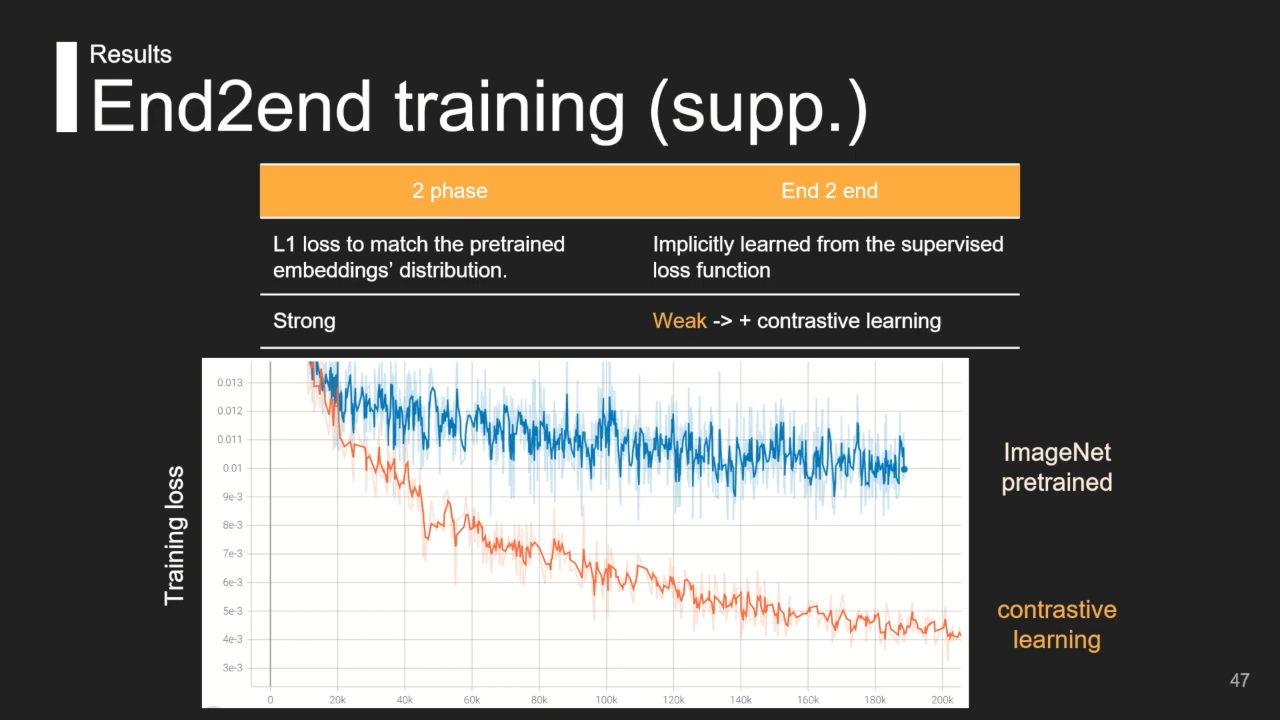 Results
End2end training (supp.)
2 phase
End 2 end
L1 loss to match the pretrained
embeddings’ distribution.
Implicitly learned from the supervised
loss function
Strong
Weak -> + contrastive learning
Training loss
0.013
0.012
0.011
0.01
9e-3
8e-3
7e-3
6e-3
5e-3
4e-3
3e-3
0
20k
40k
60k
80k
100k
120k
140k
160k
180k
200k
ImageNet
pretrained
contrastive
learning
47